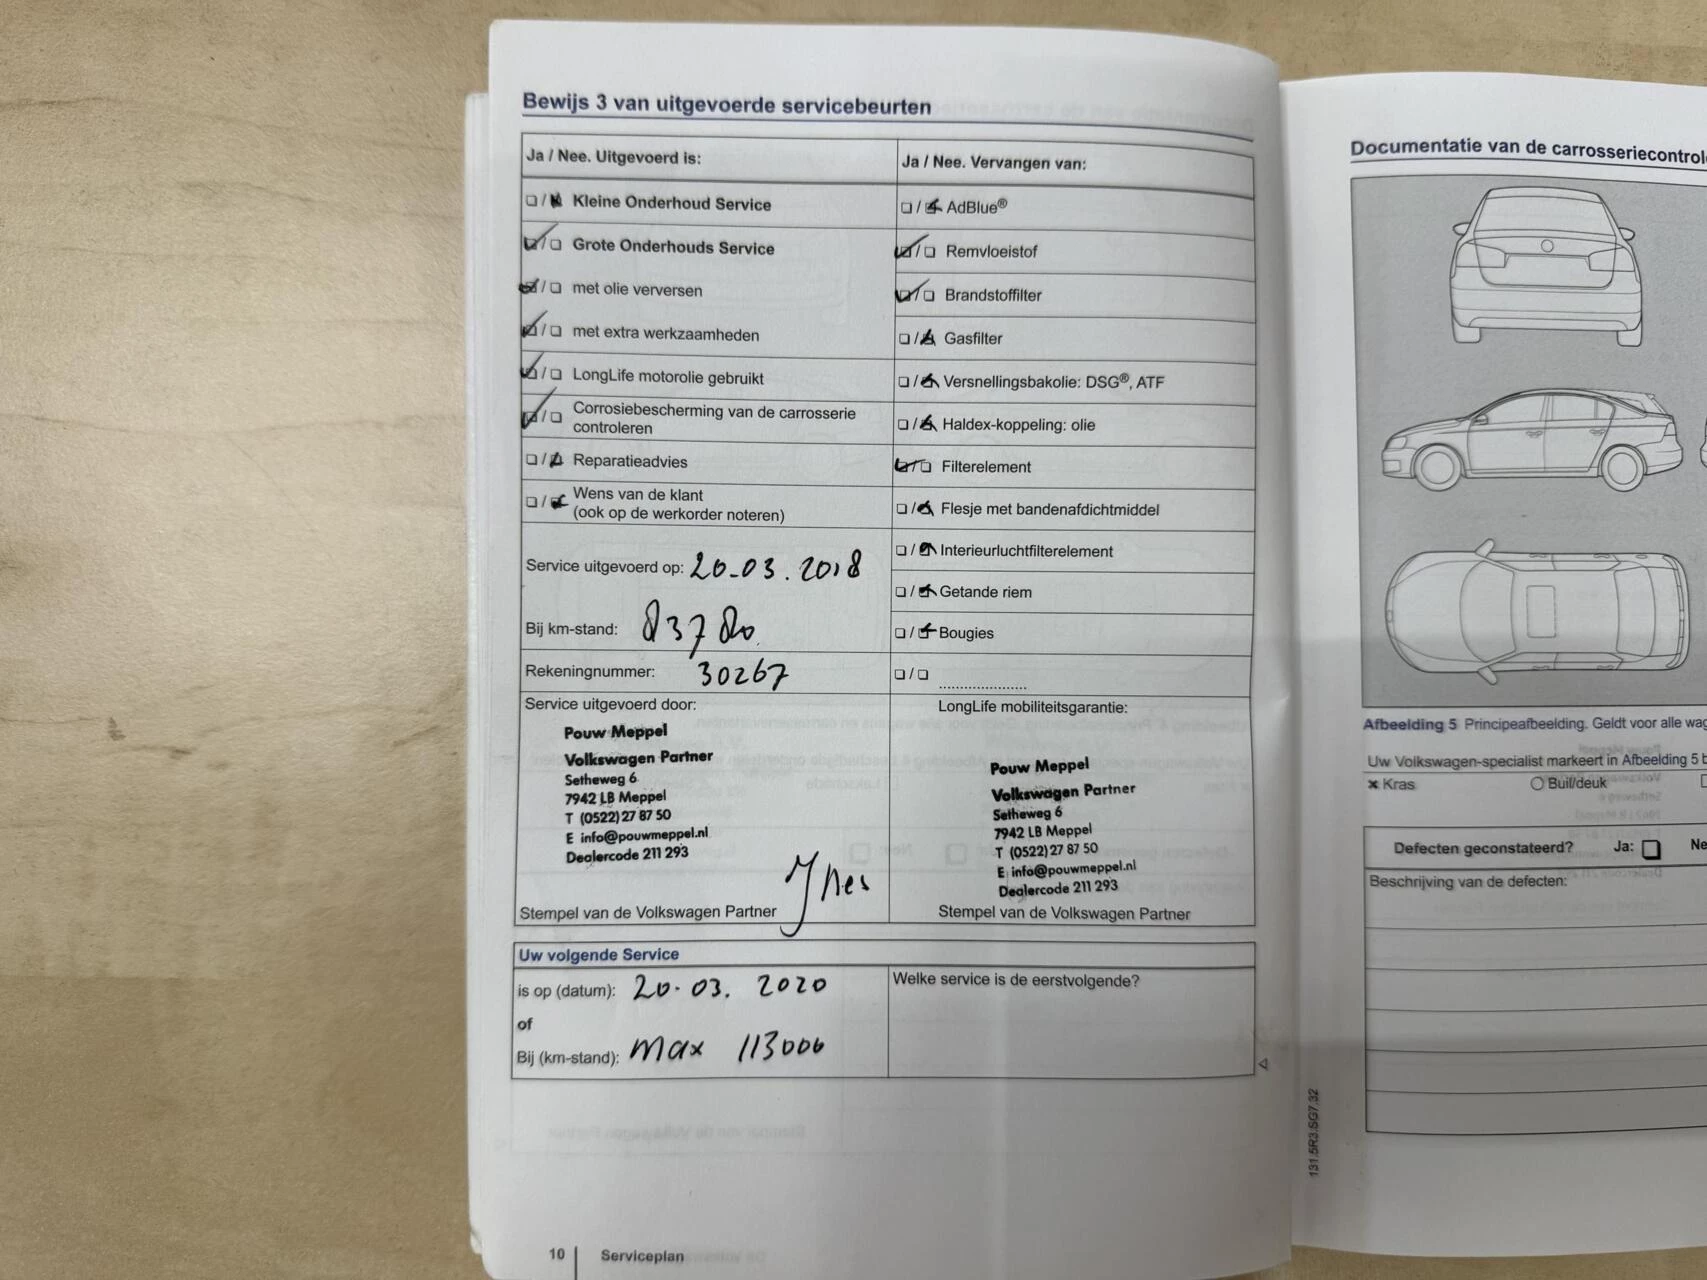 Bewijs 3 van uitgevoerde servicebeurten
Ja / Nee. Uitgevoerd is:
Kleine Onderhoud Service
Grote Onderhouds Service
met olie verversen
met extra werkzaamheden
LongLife motorolie gebruikt
Corrosiebescherming van de carrosserie
controleren
Reparatieadvies
Wens van de klant
(ook op de werkorder noteren)
Service uitgevoerd op: 20-03.2018
Bij km-stand: 83780
Rekeningnummer: 30267
Ja / Nee. Vervangen van:
AdBlue®
Remvloeistof
Brandstoffilter
Gasfilter
Versnellingsbakolie: DSG®, ATF
Haldex-koppeling: olie
Filterelement
Flesje met bandenafdichtmiddel
Interieurluchtfilterelement
Getande riem
Bougies
Service uitgevoerd door:
Pouw Meppel
Volkswagen Partner
Setheweg 6
7942 LB Meppel
T (0522) 27 87 50
E info@pouwmeppel.nl
Dealercode 211 293
Stempel van de Volkswagen Partner
LongLife mobiliteitsgarantie:
Pouw Meppel
Volkswagen Partner
Setheweg 6
7942 LB Meppel
T (0522) 27 87 50
E info@pouwmeppel.nl
Dealercode 211 293
Stempel van de Volkswagen Partner
Uw volgende Service
is op (datum): 20-03. 2020
of
Bij (km-stand): max 113000
Welke service is de eerstvolgende?
10 Serviceplan
Documentatie van de
Afbeelding 5 Principeafbeelding. Geldt voor alle
Uw Volkswagen-specialist markeert in Afbeelding 5
Kras Buil/deuk
Defecten geconstateerd? Ja:
Beschrijving van de defecten:
131.5R3.SG7.32